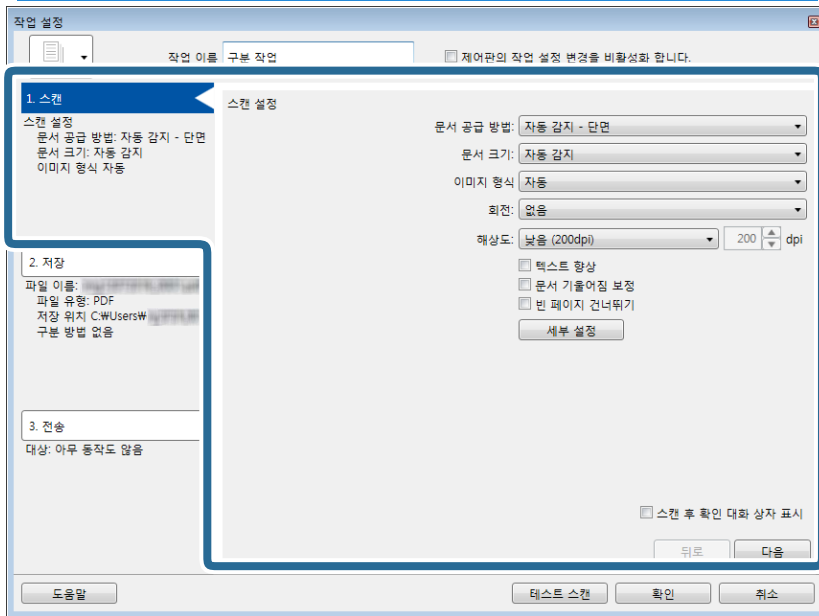 작업 설정
작업 이름 구분 작업 제어판의 작업 설정 변경을 비활성화 합니다.
1. 스캔
스캔 설정
문서 공급 방법: 자동 감지 - 단면
문서 크기: 자동 감지
이미지 형식 자동
2. 저장
파일 이름:
파일 유형: PDF
저장 위치 C:₩Users₩
구분 방법 없음
3. 전송
대상: 아무 동작도 않음
스캔 설정
문서 공급 방법: 자동 감지 - 단면
문서 크기: 자동 감지
이미지 형식 자동
회전: 없음
해상도: 낮음 (200dpi) 200 dpi
텍스트 향상
문서 기울어짐 보정
빈 페이지 건너뛰기
세부 설정
스캔 후 확인 대화 상자 표시
뒤로 다음
도움말 테스트 스캔 확인 취소